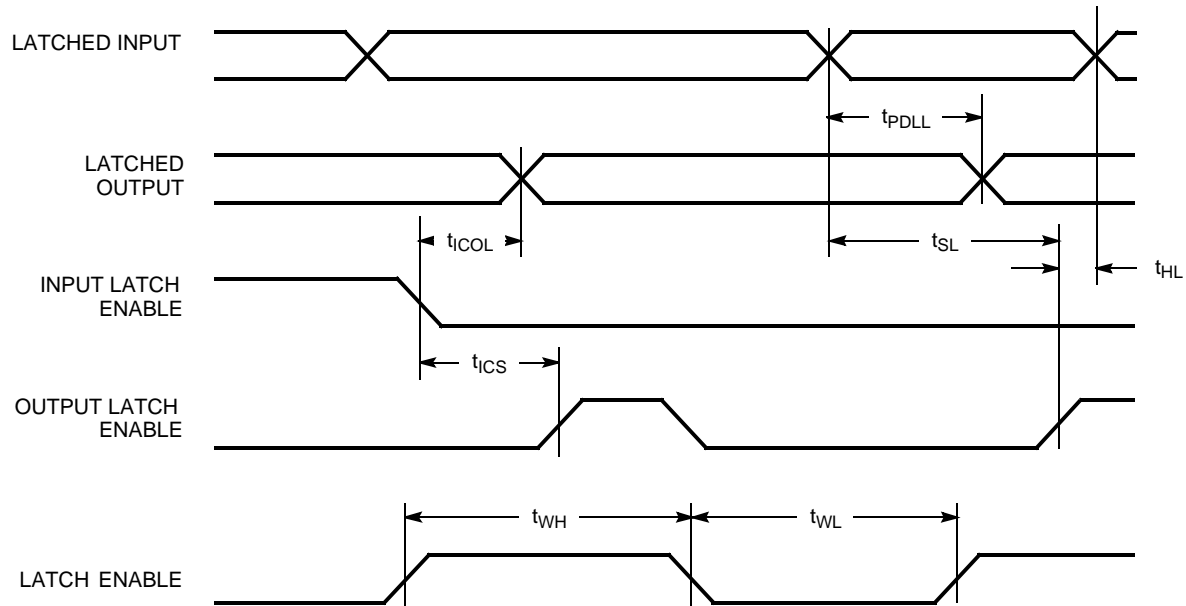 LATCHED INPUT
tPDLL
LATCHED
OUTPUT
tICOL
tSL
tHL
INPUT LATCH
ENABLE
tICS
OUTPUT LATCH
ENABLE
tWH
tWL
LATCH ENABLE